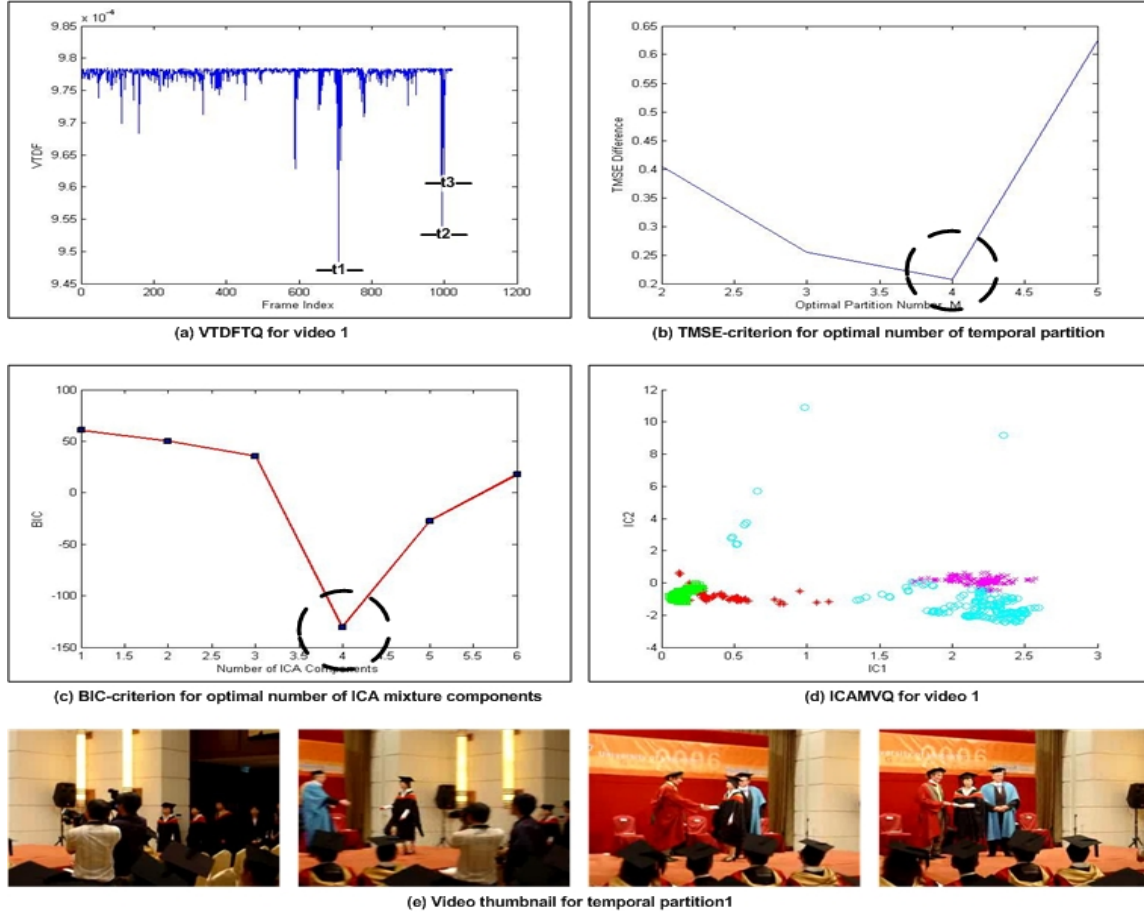 x 10⁻⁴
9.85
9.8
9.75
9.7
9.65
9.6
9.55
9.5
9.45
VTDF
t3
t2
t1
0 200 400 600 800 1000 1200
Frame Index
(a) VTDFTQ for video 1
0.65
0.6
0.55
0.5
0.45
0.4
0.35
0.3
0.25
0.2
TMSE Difference
2 2.5 3 3.5 4 4.5 5
Optimal Partition Number, M
(b) TMSE-criterion for optimal number of temporal partition
100
50
0
-50
-100
-150
BIC
1 1.5 2 2.5 3 3.5 4 4.5 5 5.5 6
Number of ICA Components
(c) BIC-criterion for optimal number of ICA mixture components
12
10
8
6
4
2
0
-2
-4
IC2
0 0.5 1 1.5 2 2.5 3
IC1
(d) ICAMVQ for video 1
2006
2006
(e) Video thumbnail for temporal partition1